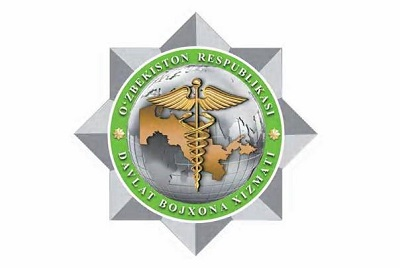 O'ZBEKISTON RESPUBLIKASI
DAVLAT BOJXONA XIZMATI